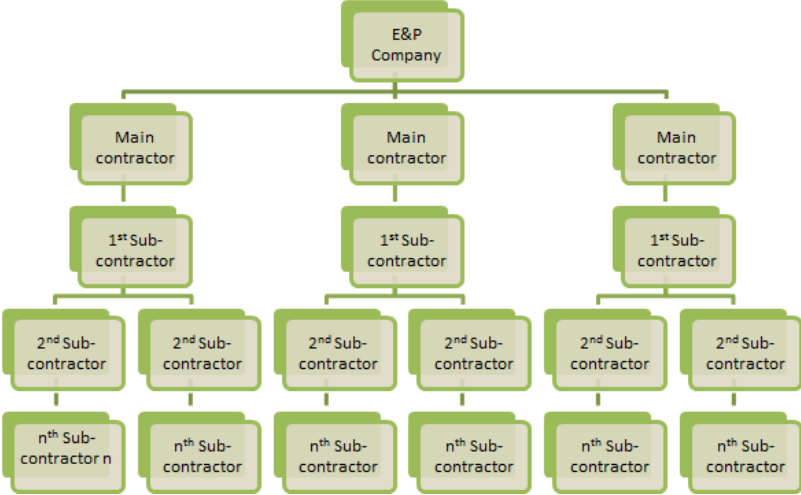 E&P
Company
Main
contractor
Main
contractor
Main
contractor
1st Sub-
contractor
1st Sub-
contractor
1st Sub-
contractor
2nd Sub-
contractor
2nd Sub-
contractor
2nd Sub-
contractor
2nd Sub-
contractor
2nd Sub-
contractor
2nd Sub-
contractor
nth Sub-
contractor n
nth Sub-
contractor
nth Sub-
contractor
nth Sub-
contractor
nth Sub-
contractor
nth Sub-
contractor